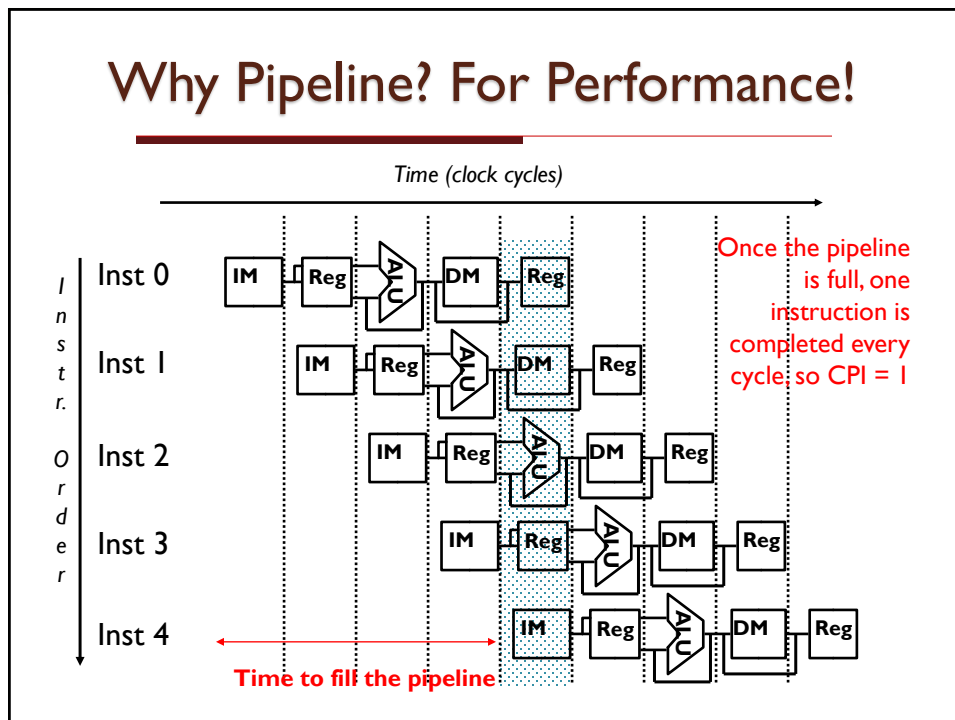 Why Pipeline? For Performance!
Time (clock cycles)
Instr. Order
Inst 0
IM Reg ALU DM Reg
Once the pipeline
is full, one
instruction is
completed every
cycle, so CPI = 1
Inst 1
IM Reg ALU DM Reg
Inst 2
IM Reg ALU DM Reg
Inst 3
IM Reg ALU DM Reg
Inst 4
IM Reg ALU DM Reg
Time to fill the pipeline